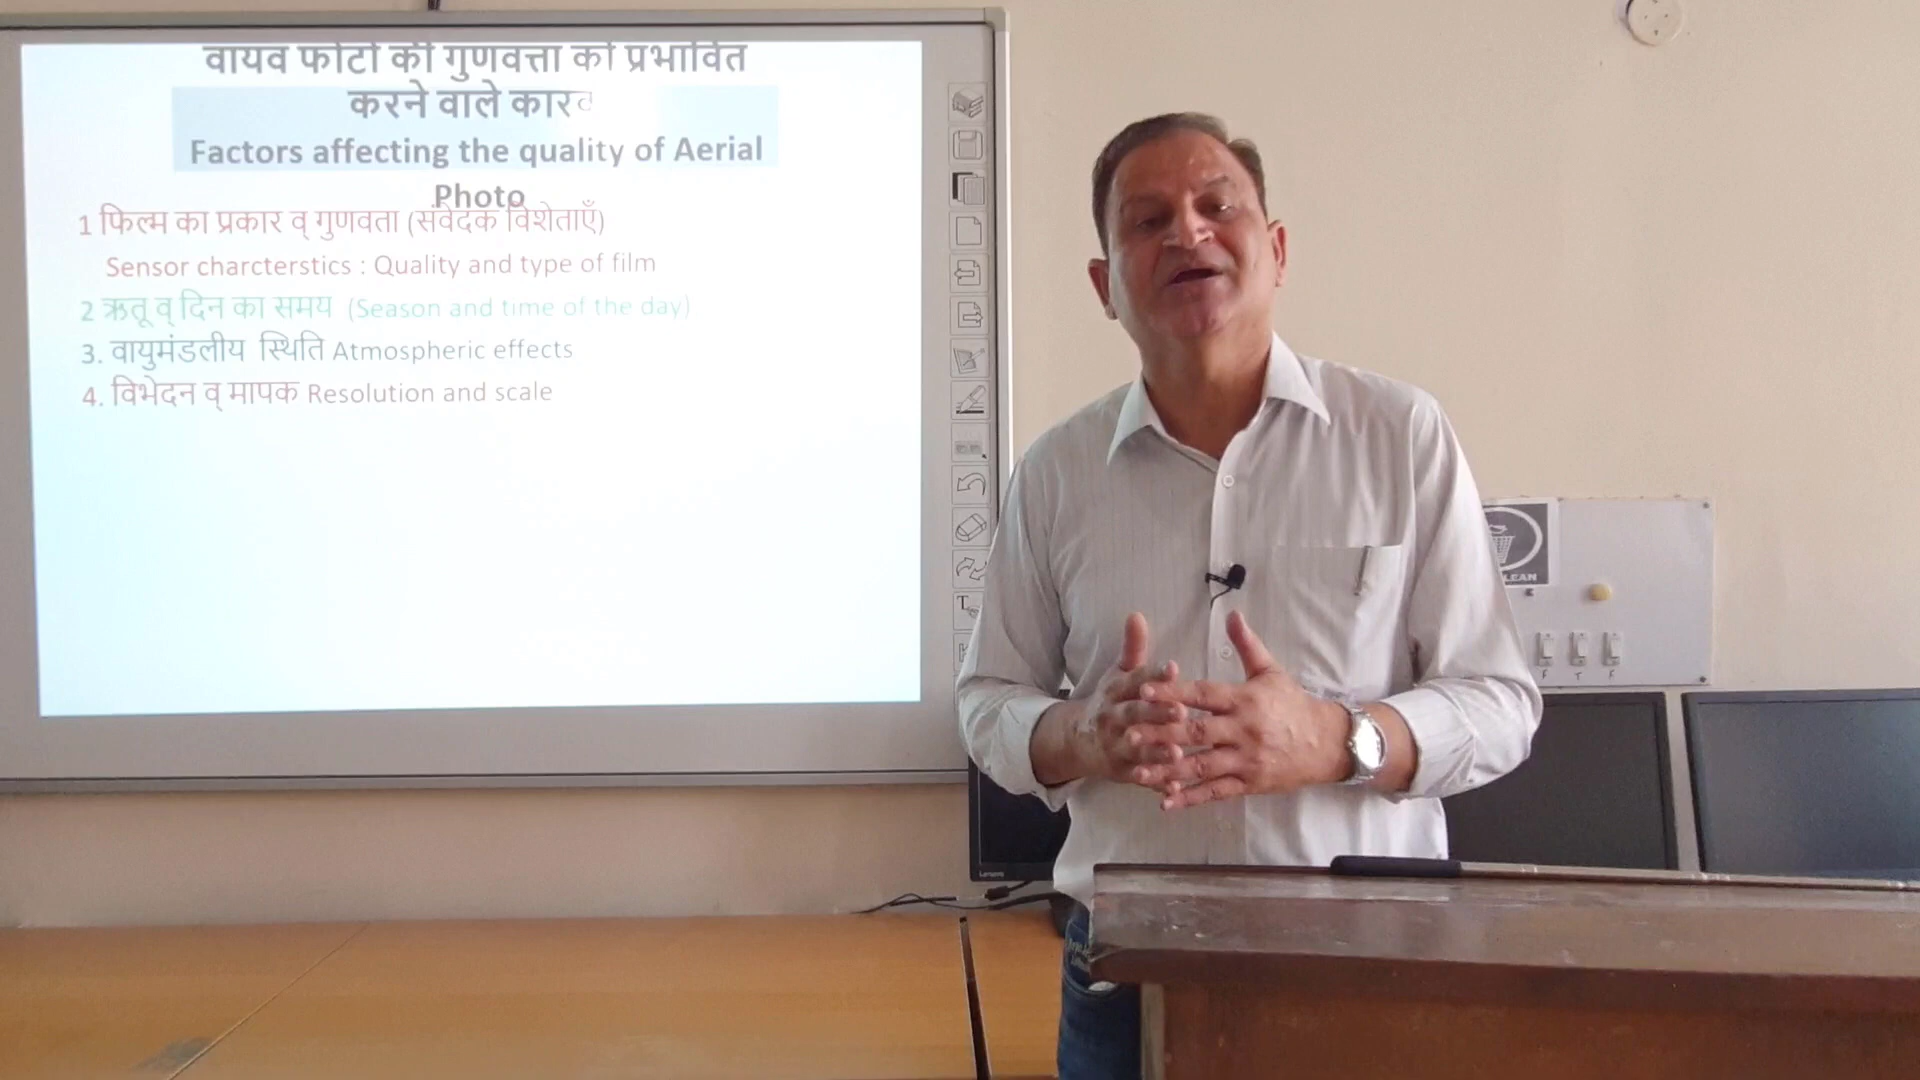 वायव फोटो की गुणवत्ता को प्रभावित
करने वाले
Factors affecting the quality of Aerial
Photo
1 फिल्म का प्रकार व् गुणवता (संवेदक विशेताएँ)
Sensor charcterstics : Quality and type of film
2 ऋतू व् दिन का समय (Season and time of the day)
3. वायुमंडलीय स्थिति Atmospheric effects
4. विभेदन व् मापक Resolution and scale
T
LEAN
F T F
Lenovo